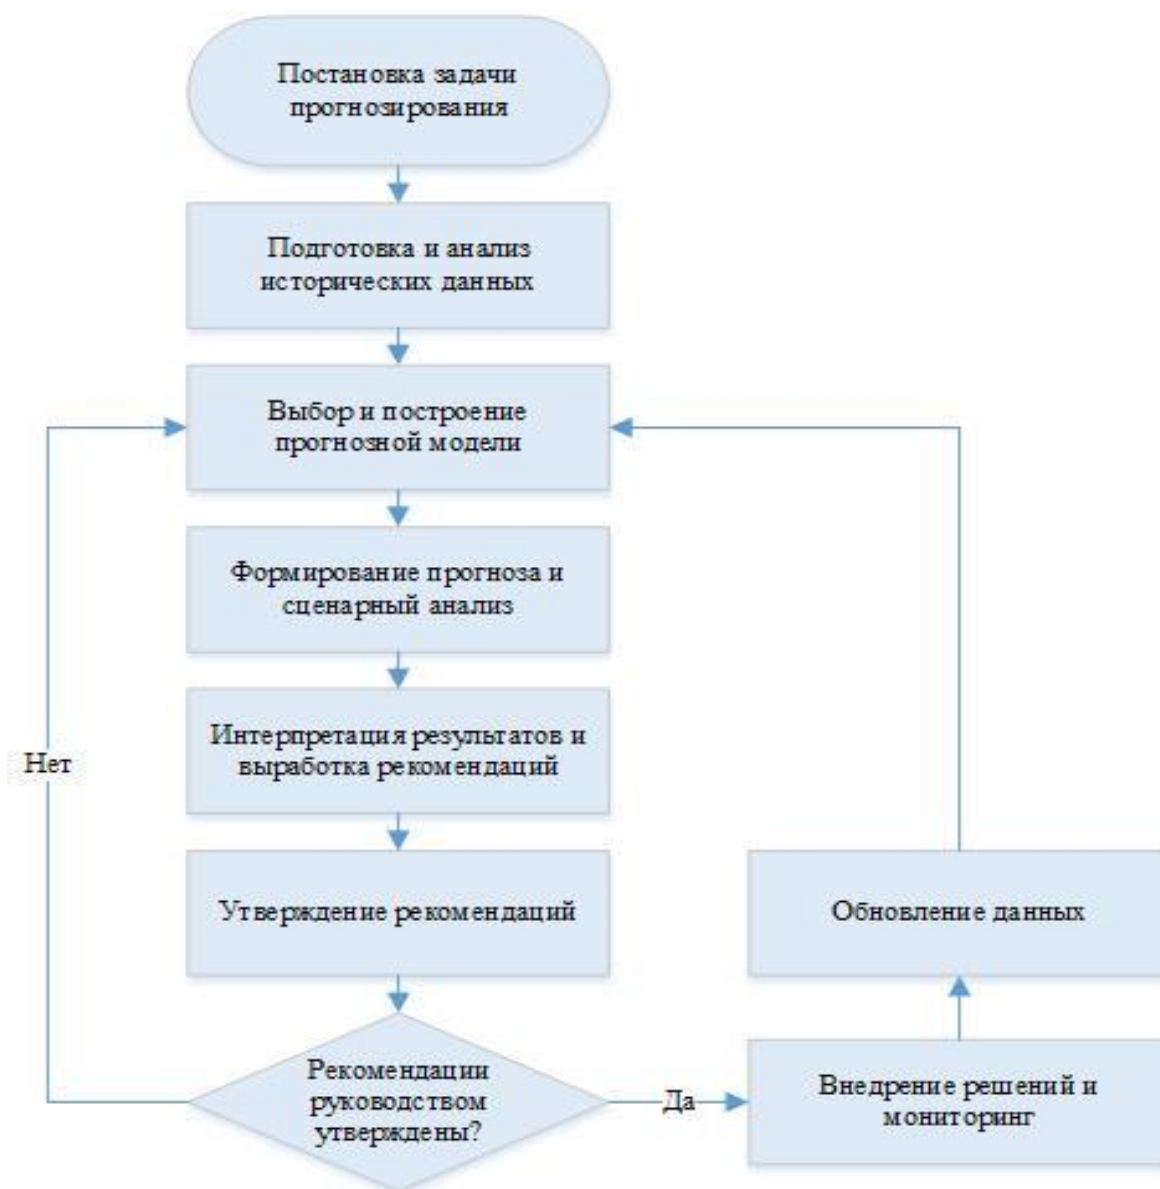 Постановка задачи
прогнозирования
Подготовка и анализ
исторических данных
Выбор и построение
прогнозной модели
Формирование прогноза и
сценарный анализ
Интерпретация результатов и
выработка рекомендаций
Нет
Утверждение рекомендаций
Обновление данных
Рекомендации
руководством
утверждены?
Да
Внедрение решений и
мониторинг